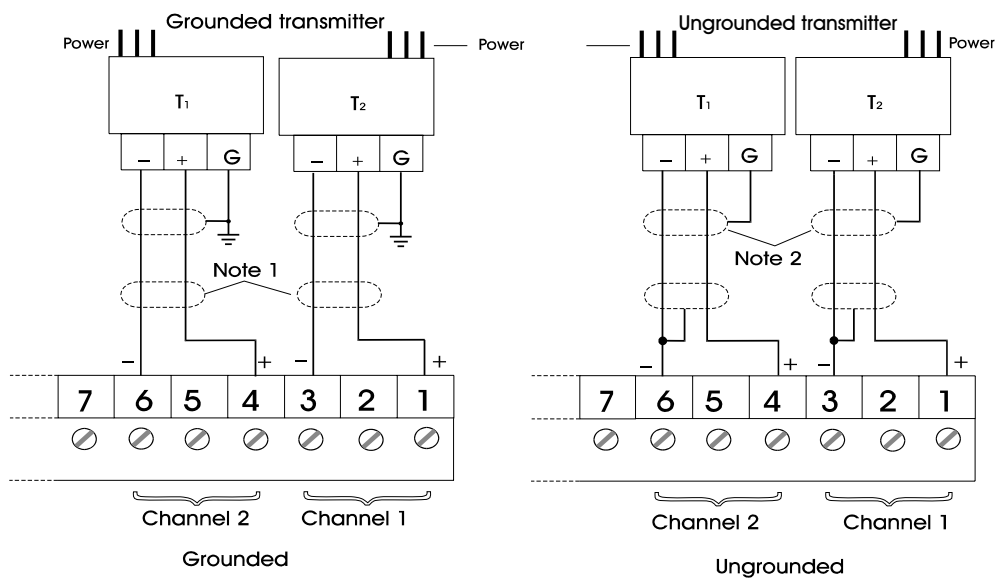 Grounded transmitter
Ungrounded transmitter
Power
Power
Power
T1
T2
T1
T2
− + G
− + G
− + G
− + G
Note 1
Note 2
− + − +
− + − +
7 6 5 4 3 2 1
7 6 5 4 3 2 1
Channel 2
Channel 1
Channel 2
Channel 1
Grounded
Ungrounded